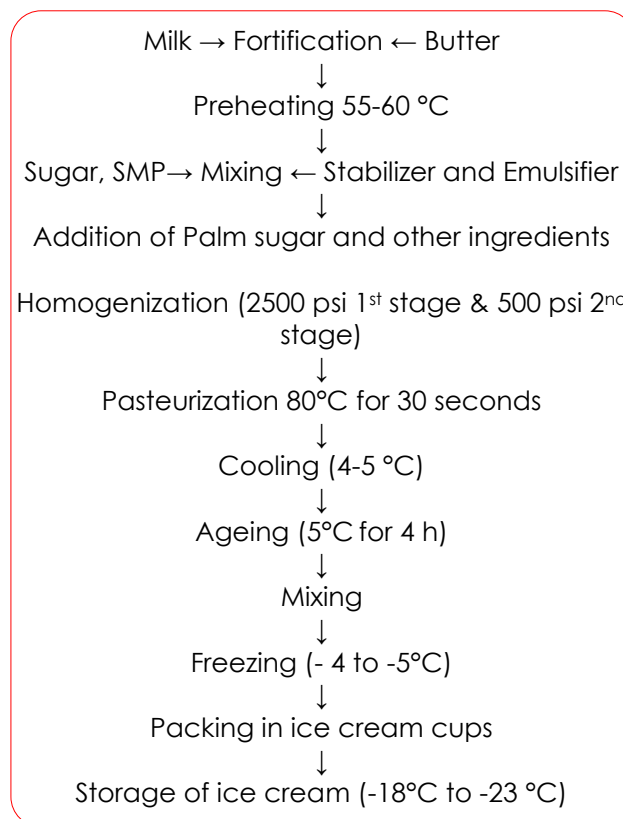 Milk → Fortification ← Butter
↓
Preheating 55-60 °C
↓
Sugar, SMP→ Mixing ← Stabilizer and Emulsifier
↓
Addition of Palm sugar and other ingredients
Homogenization (2500 psi 1st stage & 500 psi 2nd
stage)
↓
Pasteurization 80°C for 30 seconds
↓
Cooling (4-5 °C)
↓
Ageing (5°C for 4 h)
↓
Mixing
↓
Freezing (- 4 to -5°C)
↓
Packing in ice cream cups
↓
Storage of ice cream (-18°C to -23 °C)